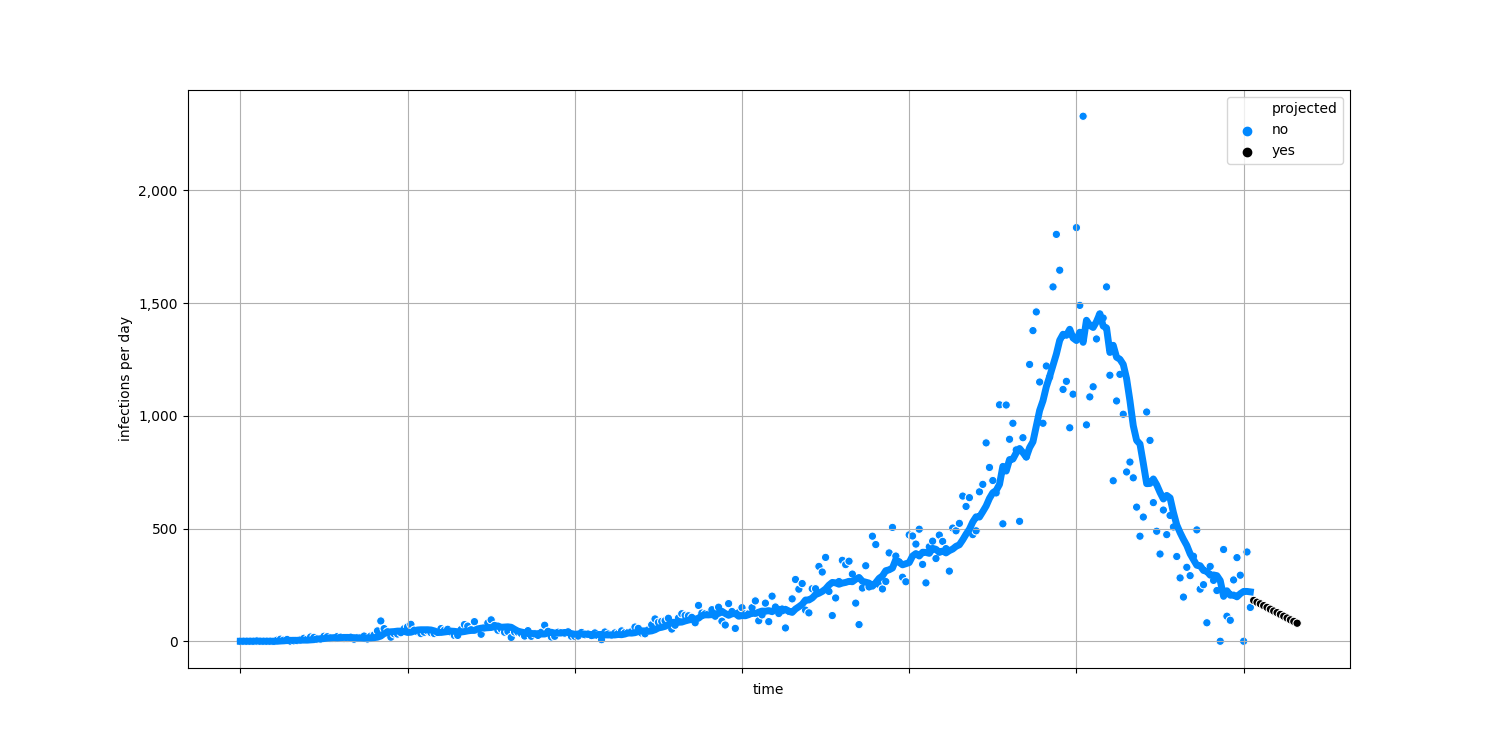 projected
no
yes
2,000
1,500
1,000
500
0
infections per day
time